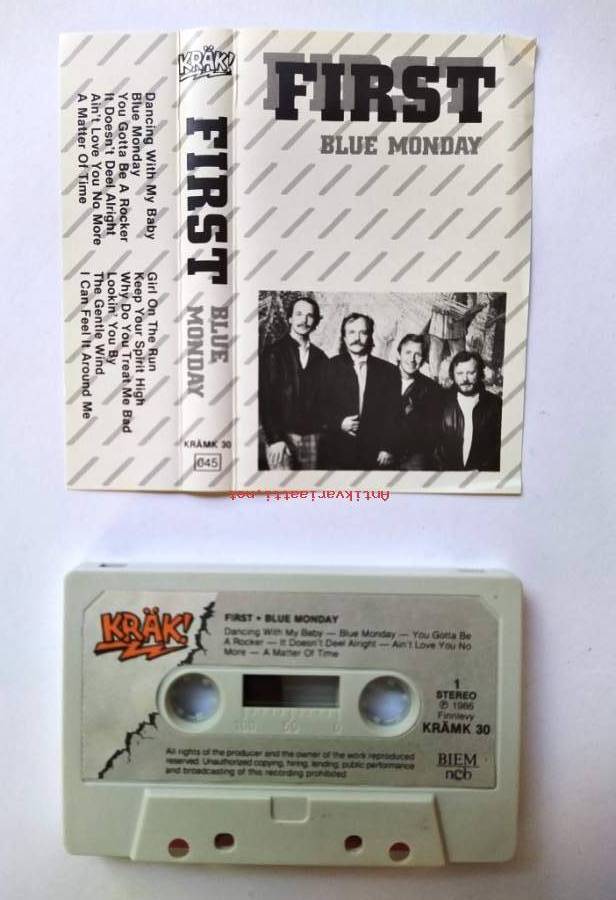 KRÄK!
FIRST
BLUE MONDAY
FIRST
BLUE
MONDAY
KRÄMK 30
045
Dancing With My Baby
Blue Monday
You Gotta Be A Rocker
It Doesn't Deel Alright
Ain't Love You No More
A Matter Of Time
Girl On The Run
Keep Your Spirit High
Why Do You Treat Me Bad
Lookin' You By
The Gentle Wind
I Can Feel It Around Me
Antikvariaatti.net
KRÄK!
FIRST • BLUE MONDAY
Dancing With My Baby — Blue Monday — You Gotta Be
A Rocker — It Doesn't Deel Alright — Ain't Love You No
More — A Matter Of Time
1
STEREO
℗ 1986
Finnlevy
KRÄMK 30
100 50 0
All rights of the producer and the owner of the work reproduced
reserved. Unauthorized copying, hiring, lending, public performance
and broadcasting of this recording prohibited
BIEM
ncb